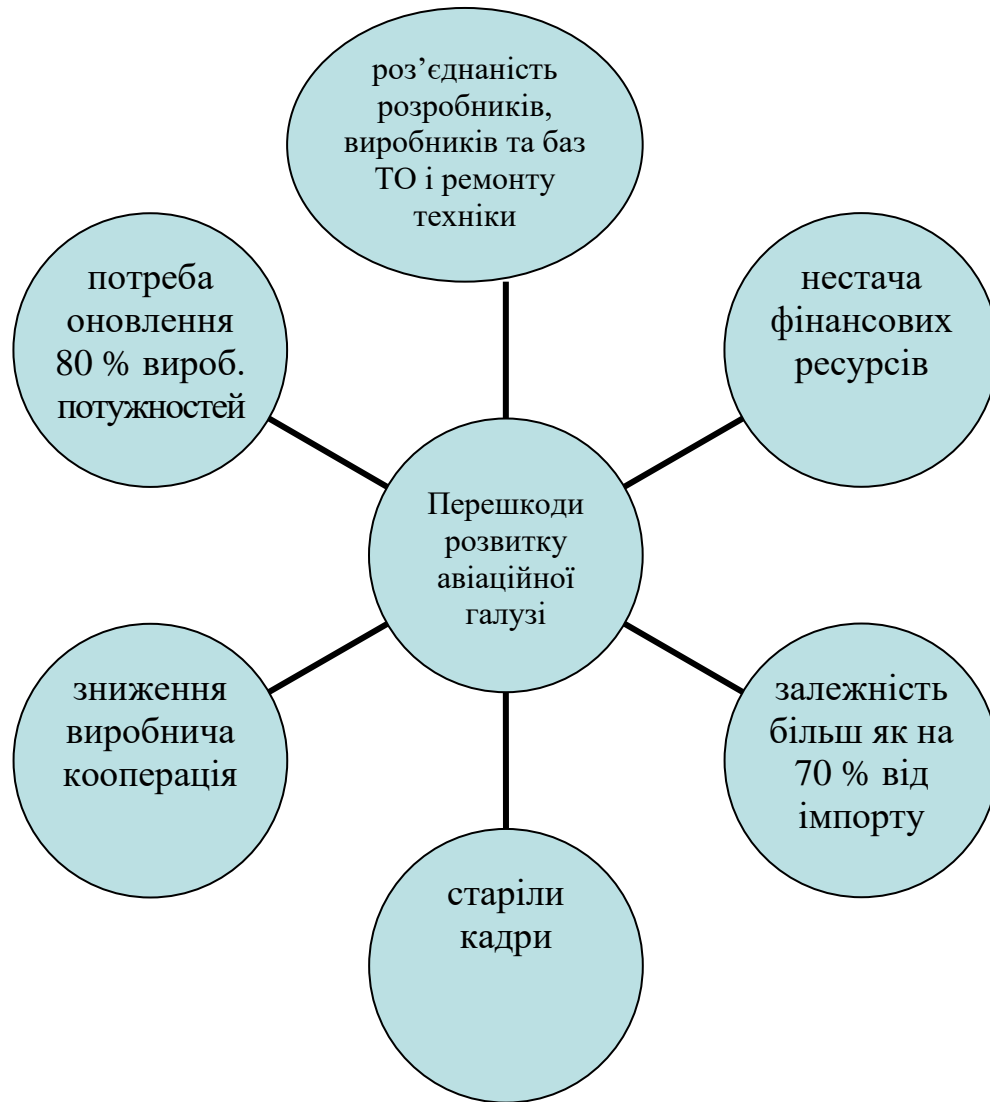 роз’єднаність
розробників,
виробників та баз
ТО і ремонту
техніки
потреба
оновлення
80 % вироб.
потужностей
нестача
фінансових
ресурсів
Перешкоди
розвитку
авіаційної
галузі
зниження
виробнича
кооперація
залежність
більш як на
70 % від
імпорту
старіли
кадри